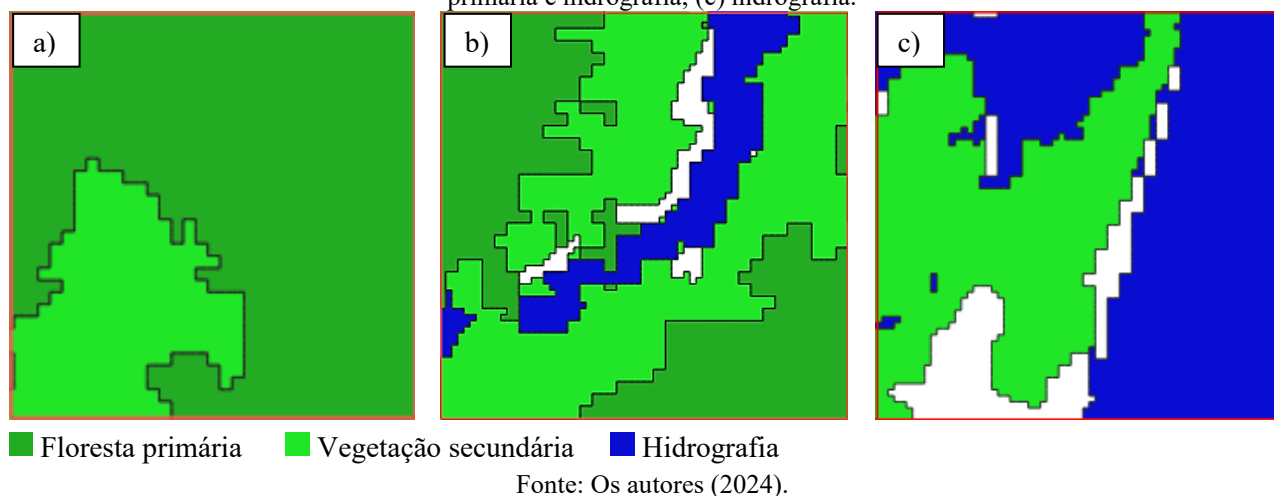 primária e hidrografia; (c) hidrografia.
a)
b)
c)
Floresta primária Vegetação secundária Hidrografia
Fonte: Os autores (2024).